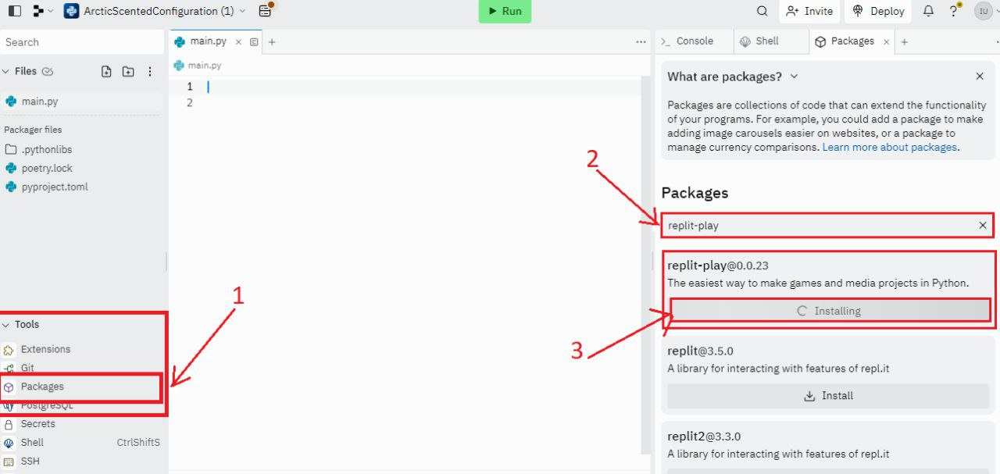 ArcticScentedConfiguration (1)
Run
Invite
Deploy
IU
Search
Files
main.py
Packager files
.pythonlibs
poetry.lock
pyproject.toml
Tools
Extensions
Git
Packages
PostgreSQL
Secrets
Shell CtrlShiftS
SSH
main.py
main.py
1
2
1
2
3
Console
Shell
Packages
What are packages?
Packages are collections of code that can extend the functionality
of your programs. For example, you could add a package to make
adding image carousels easier on websites, or a package to
manage currency comparisons. Learn more about packages.
Packages
replit-play
replit-play@0.0.23
The easiest way to make games and media projects in Python.
Installing
replit@3.5.0
A library for interacting with features of repl.it
Install
replit2@3.3.0
A library for interacting with features of repl.it